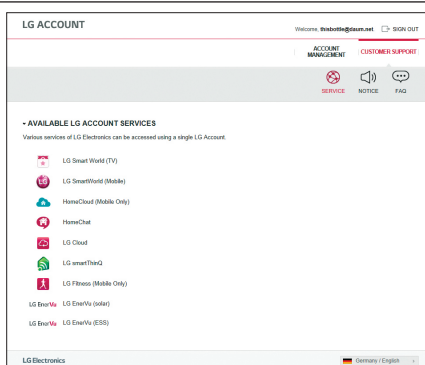 LG ACCOUNT
Welcome, thisbottle@daum.net SIGN OUT
ACCOUNT MANAGEMENT
CUSTOMER SUPPORT
SERVICE NOTICE FAQ
AVAILABLE LG ACCOUNT SERVICES
Various services of LG Electronics can be accessed using a single LG Account.
LG Smart World (TV)
LG SmartWorld (Mobile)
HomeCloud (Mobile Only)
HomeChat
LG Cloud
LG smartThinQ
LG Fitness (Mobile Only)
LG EnerVu LG EnerVu (solar)
LG EnerVu LG EnerVu (ESS)
LG Electronics Germany / English